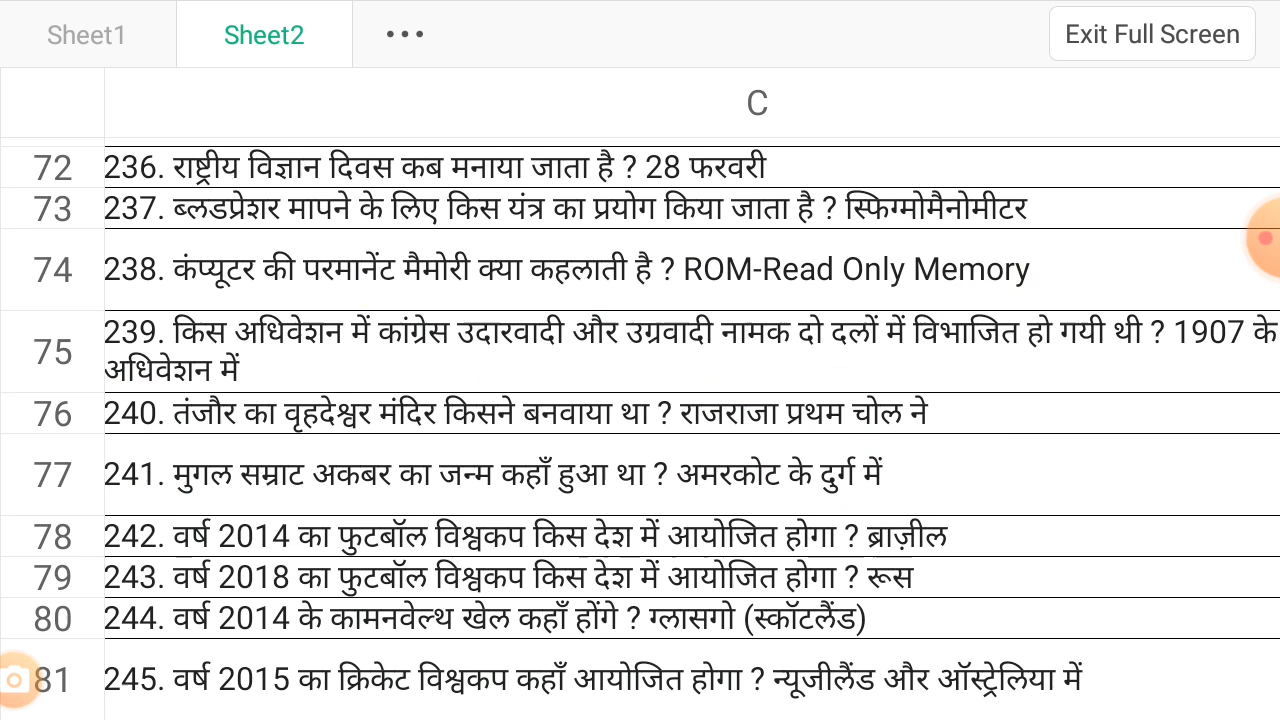 Sheet1 Sheet2 ••• Exit Full Screen
C
72 236. राष्ट्रीय विज्ञान दिवस कब मनाया जाता है ? 28 फरवरी
73 237. ब्लडप्रेशर मापने के लिए किस यंत्र का प्रयोग किया जाता है ? स्फिग्मोमैनोमीटर
74 238. कंप्यूटर की परमानेंट मैमोरी क्या कहलाती है ? ROM-Read Only Memory
75 239. किस अधिवेशन में कांग्रेस उदारवादी और उग्रवादी नामक दो दलों में विभाजित हो गयी थी ? 1907 के
अधिवेशन में
76 240. तंजौर का वृहदेश्वर मंदिर किसने बनवाया था ? राजराजा प्रथम चोल ने
77 241. मुगल सम्राट अकबर का जन्म कहाँ हुआ था ? अमरकोट के दुर्ग में
78 242. वर्ष 2014 का फुटबॉल विश्वकप किस देश में आयोजित होगा ? ब्राज़ील
79 243. वर्ष 2018 का फुटबॉल विश्वकप किस देश में आयोजित होगा ? रूस
80 244. वर्ष 2014 के कामनवेल्थ खेल कहाँ होंगे ? ग्लासगो (स्कॉटलैंड)
81 245. वर्ष 2015 का क्रिकेट विश्वकप कहाँ आयोजित होगा ? न्यूजीलैंड और ऑस्ट्रेलिया में